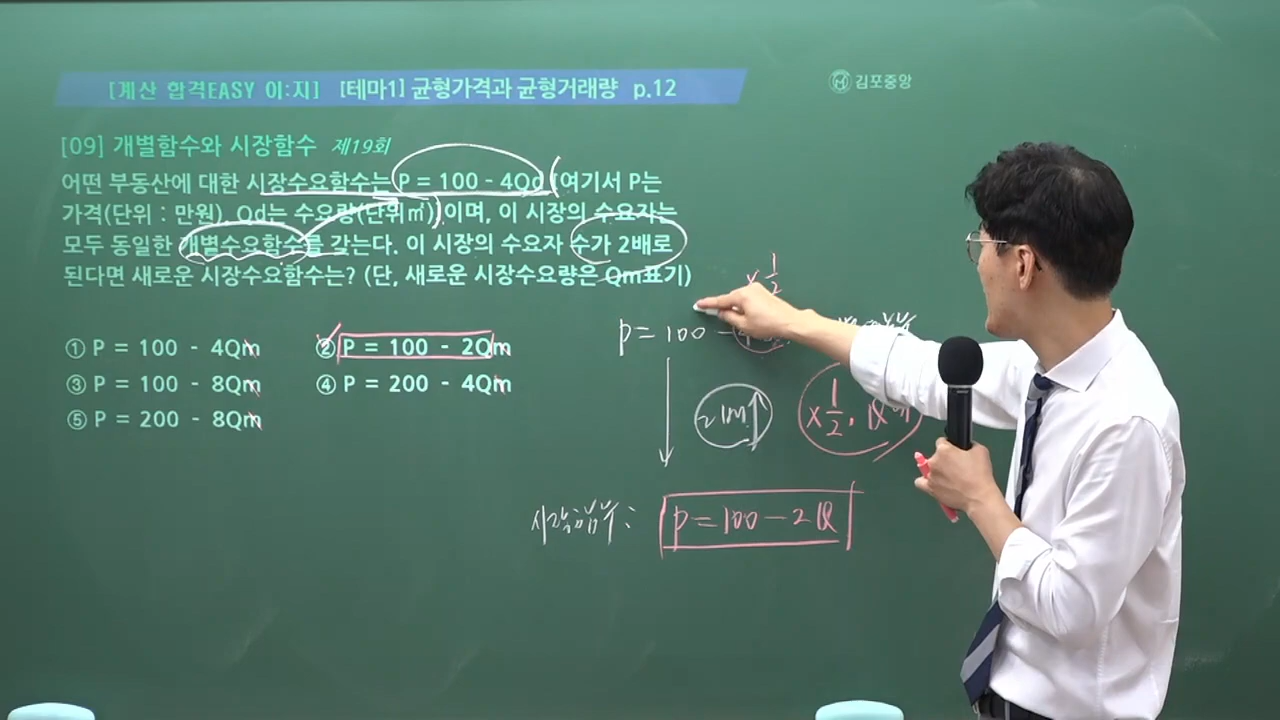 [계산 합격EASY 이:지] [테마1] 균형가격과 균형거래량 p.12
김포중앙
[09] 개별함수와 시장함수 제19회
어떤 부동산에 대한 시장수요함수는 P = 100 - 4Qd (여기서 P는
가격(단위 : 만원), Qd는 수요량(단위㎡))이며, 이 시장의 수요자는
모두 동일한 개별수요함수를 갖는다. 이 시장의 수요자 수가 2배로
된다면 새로운 시장수요함수는? (단, 새로운 시장수요량은 Qm표기)
① P = 100 - 4Qm
② P = 100 - 2Qm
③ P = 100 - 8Qm
④ P = 200 - 4Qm
⑤ P = 200 - 8Qm
× 1/2
P = 100 -
2배 ↑
× 1/2 ·
시장함수 :
P = 100 - 2Q